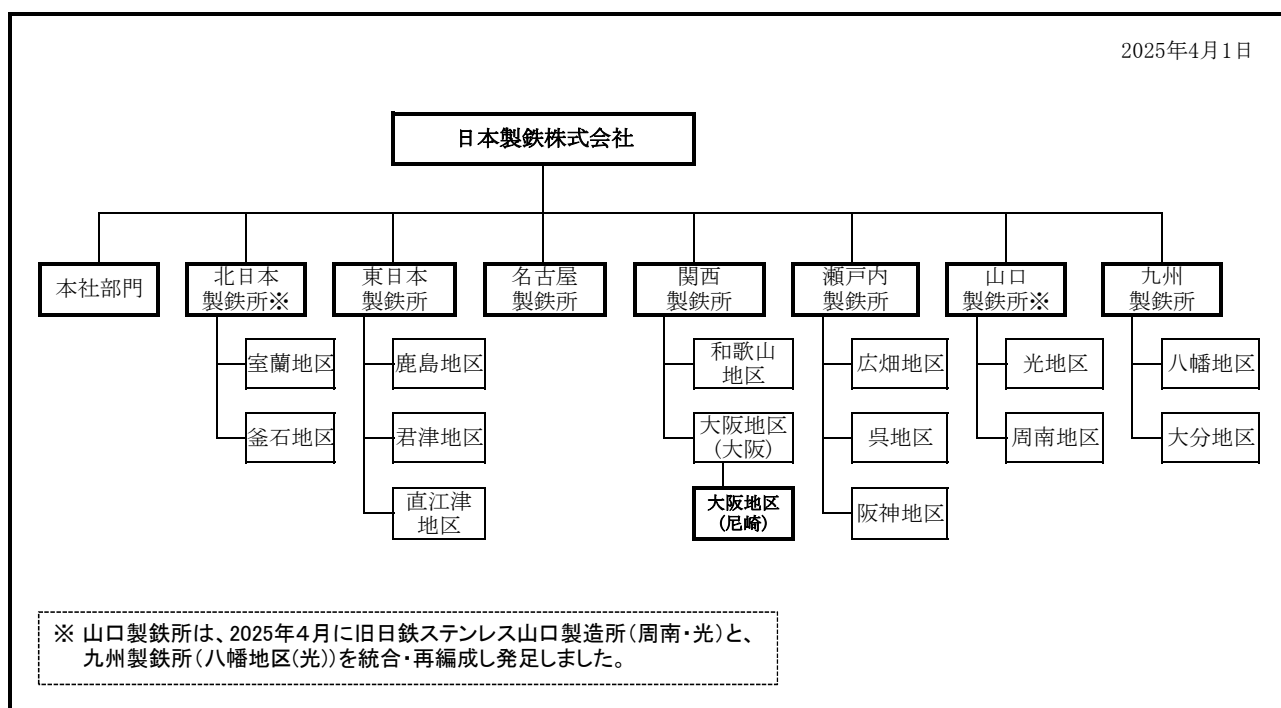 2025年4月1日
日本製鉄株式会社
本社部門
北日本
製鉄所※
東日本
製鉄所
名古屋
製鉄所
関西
製鉄所
瀬戸内
製鉄所
山口
製鉄所※
九州
製鉄所
室蘭地区
鹿島地区
和歌山
地区
広畑地区
光地区
八幡地区
釜石地区
君津地区
大阪地区
(大阪)
呉地区
周南地区
大分地区
直江津
地区
大阪地区
(尼崎)
阪神地区
※ 山口製鉄所は、2025年4月に旧日鉄ステンレス山口製造所(周南・光)と、
九州製鉄所(八幡地区(光))を統合・再編成し発足しました。